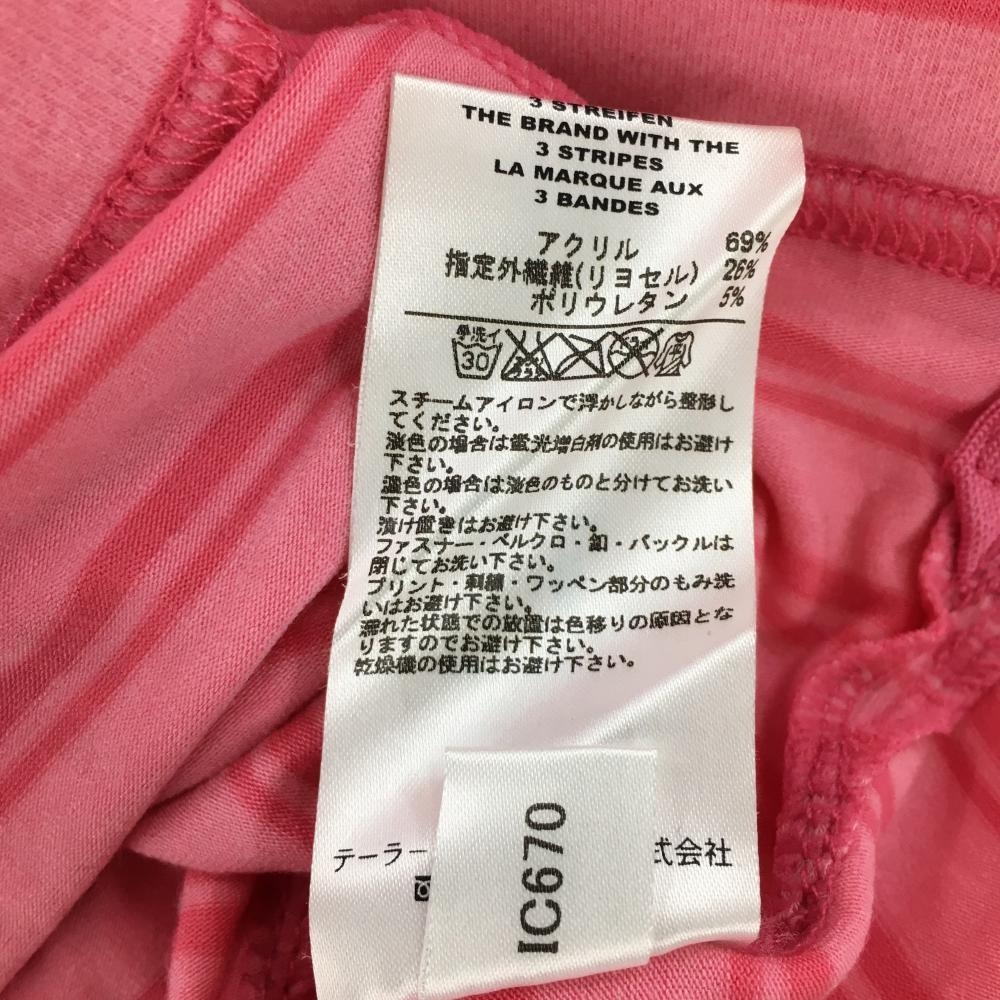 3 STREIFEN
THE BRAND WITH THE
3 STRIPES
LA MARQUE AUX
3 BANDES
アクリル 69%
指定外繊維(リヨセル) 26%
ポリウレタン 5%
手洗イ
30
スチームアイロンで浮かしながら整形し
てください。
淡色の場合は蛍光増白剤の使用はお避け
下さい。
濃色の場合は淡色のものと分けてお洗い
下さい。
漬け置きはお避け下さい。
ファスナー・ベルクロ・釦・バックルは
閉じてお洗い下さい。
プリント・刺繍・ワッペン部分のもみ洗
いはお避け下さい。
濡れた状態での放置は色移りの原因とな
りますのでお避け下さい。
乾燥機の使用はお避け下さい。
テーラー 式会社
IC670